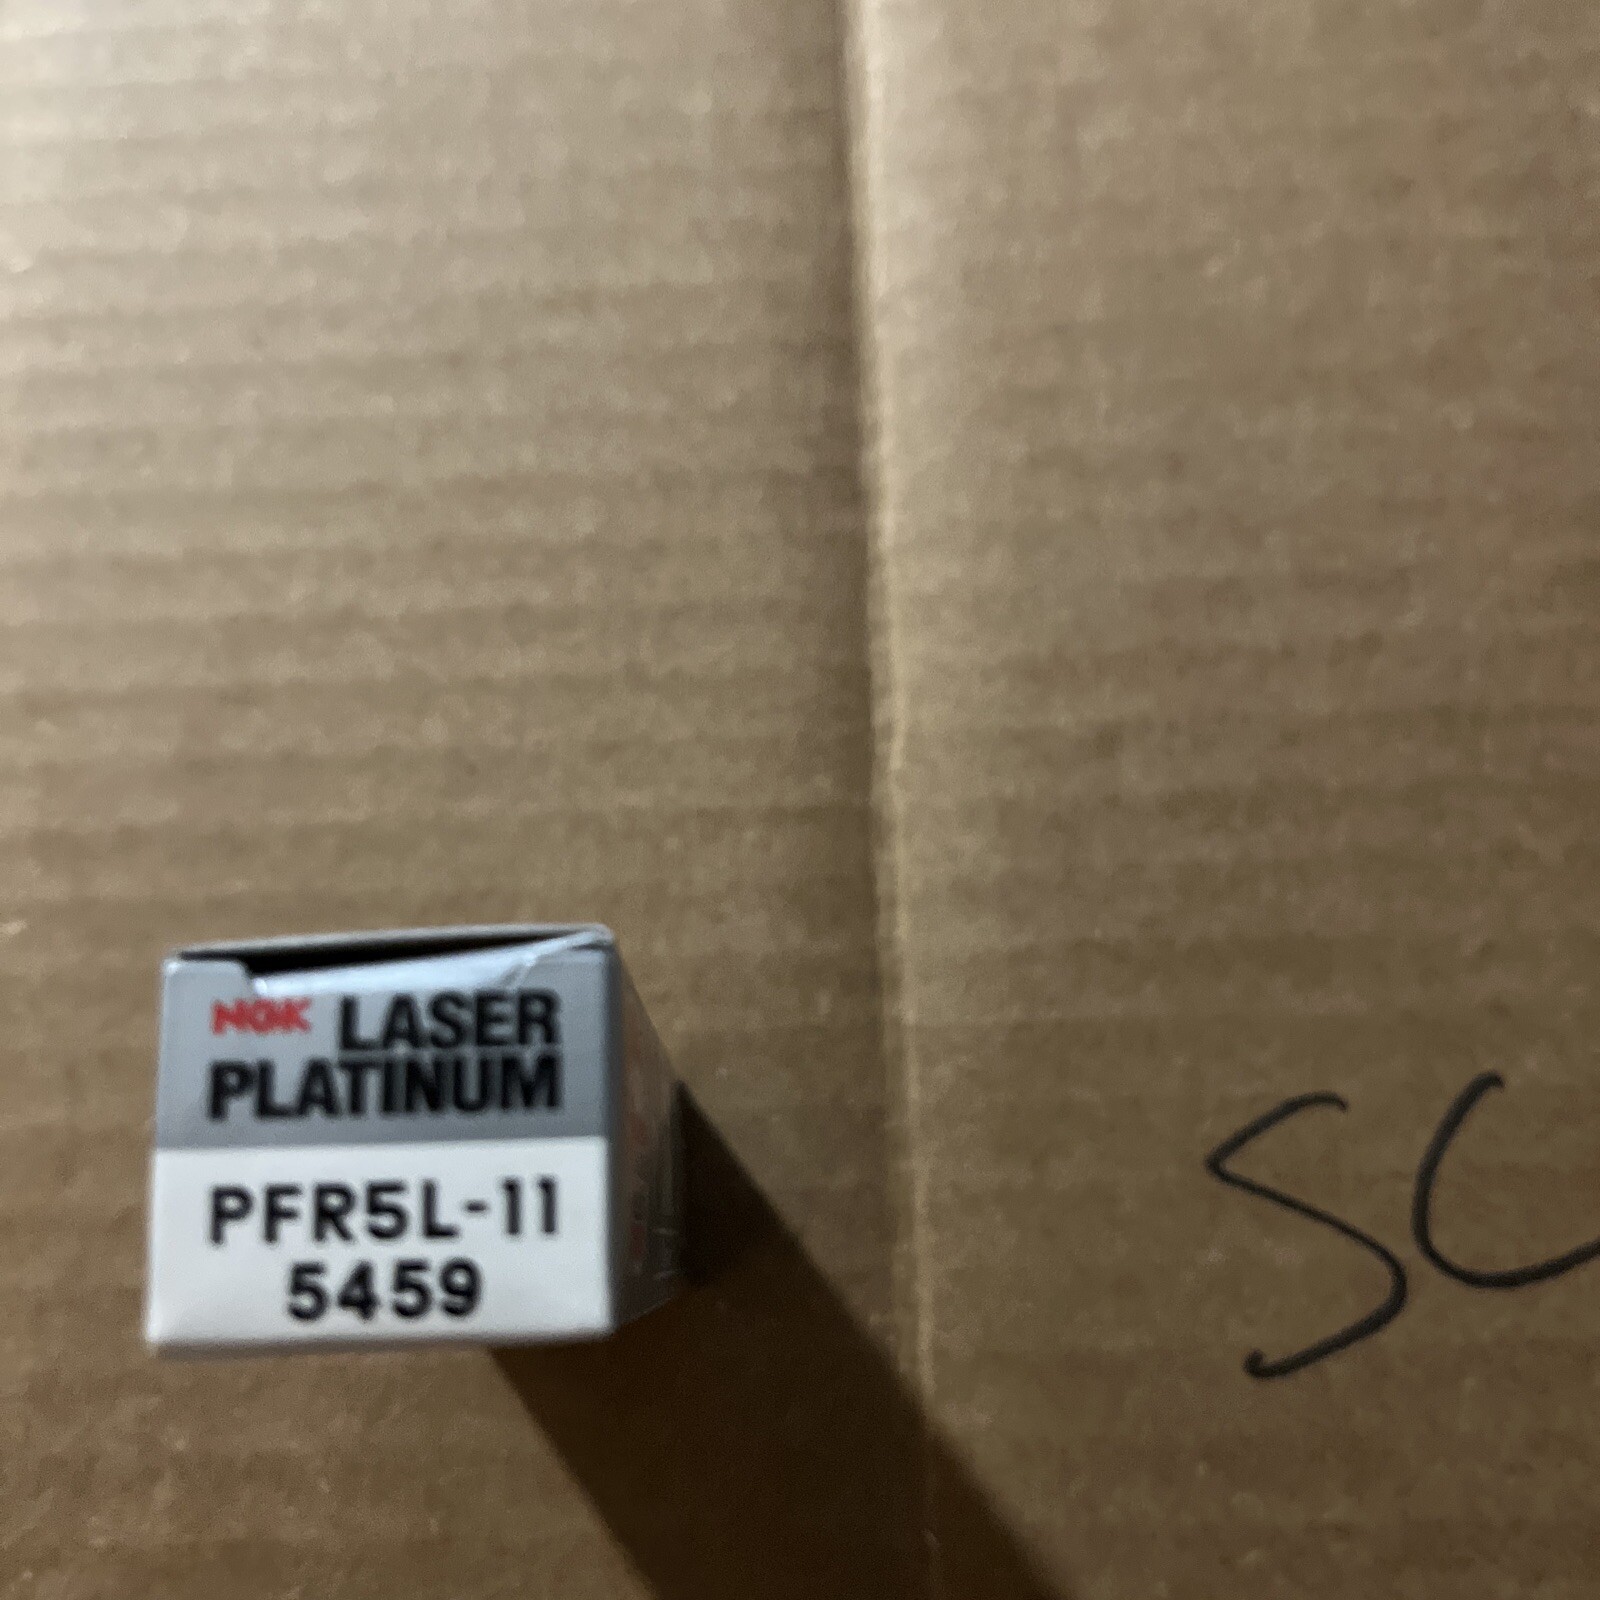 NGK LASER
PLATINUM
PFR5L-11
5459